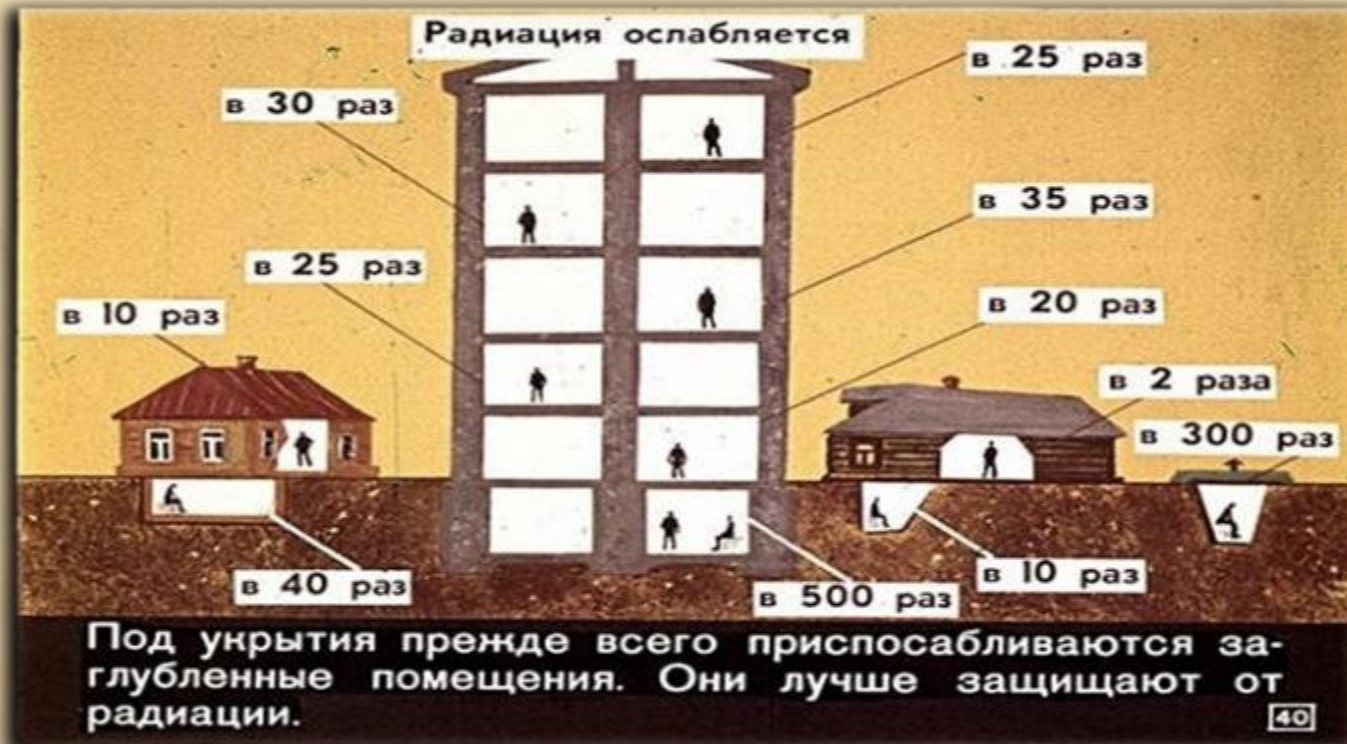 Радиация ослабляется
в 25 раз
в 30 раз
в 35 раз
в 25 раз
в 20 раз
в 10 раз
в 2 раза
в 300 раз
в 40 раз
в 500 раз
в 10 раз
Под укрытия прежде всего приспосабливаются за-
глубленные помещения. Они лучше защищают от
радиации.
40